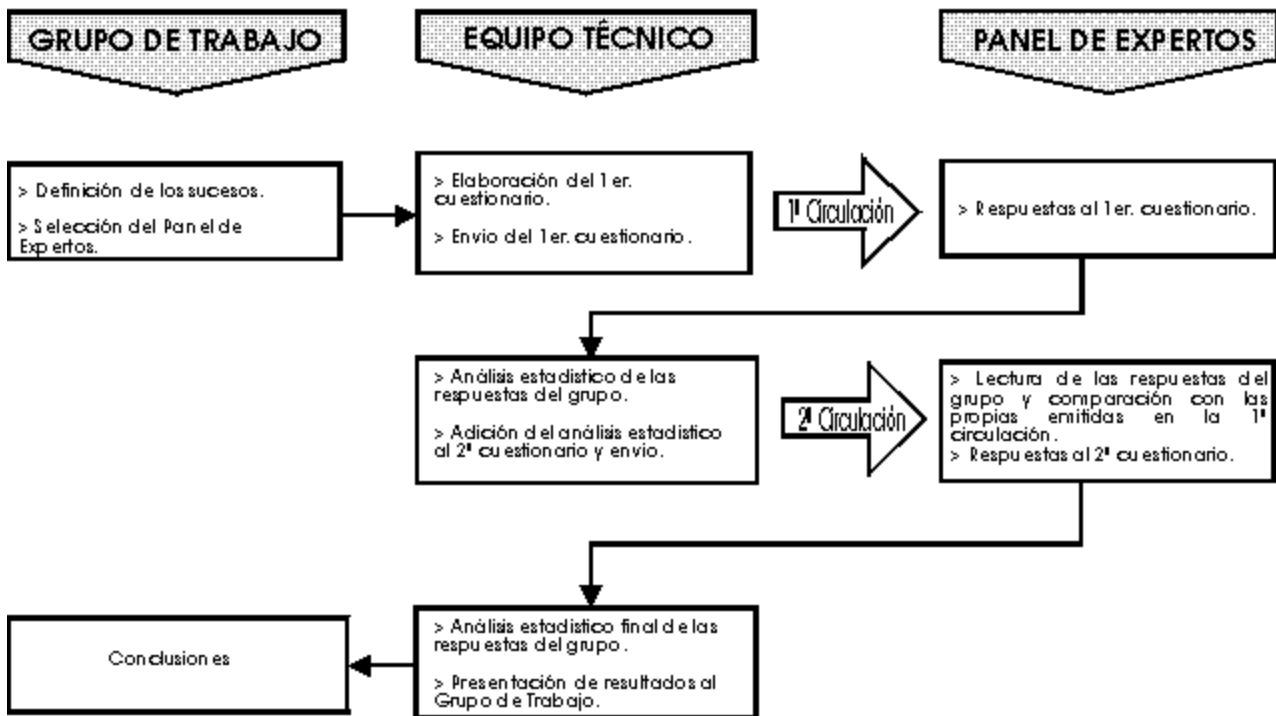 GRUPO DE TRABAJO
EQUIPO TÉCNICO
PANEL DE EXPERTOS
> Definición de los sucesos.
> Selección del Panel de
Expertos.
> Elaboración del 1er.
cuestionario.
> Envio del 1er. cuestionario.
1ª Circulación
> Respuestas al 1er. cuestionario.
> Análisis estadistico de las
respuestas del grupo.
> Adición del análisis estadistico
al 2º cuestionario y envio.
2ª Circulación
> Lectura de las respuestas del
grupo y comparación con las
propias emitidas en la 1ª
circulación.
> Respuestas al 2º cuestionario.
> Análisis estadistico final de las
respuestas del grupo.
> Presentación de resultados al
Grupo de Trabajo.
Conclusiones